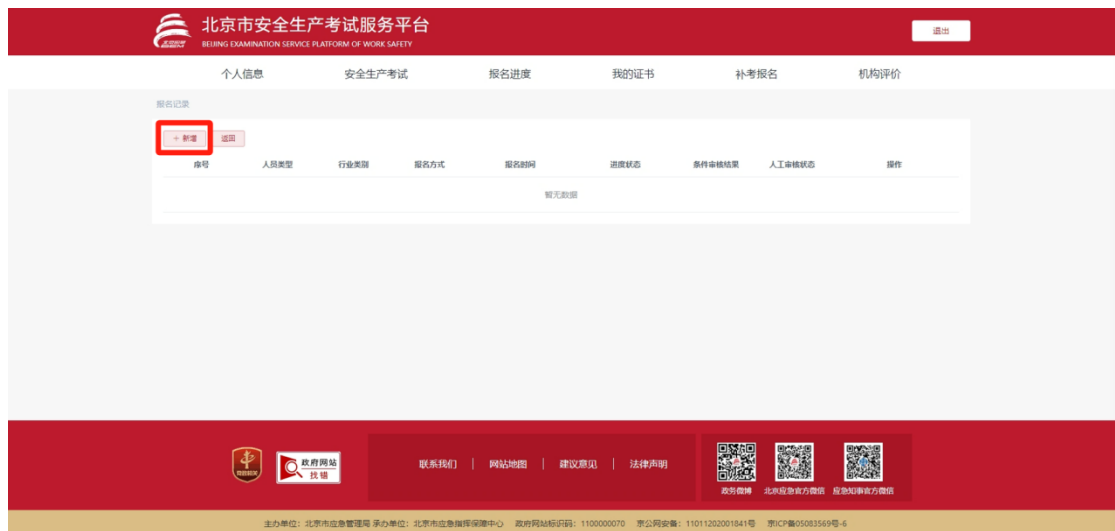 北京市安全生产考试服务平台
退出
BEIJING EXAMINATION SERVICE PLATFORM OF WORK SAFETY
个人信息 安全生产考试 报名进度 我的证书 补考报名 机构评价
报名记录
+ 新增 返回
序号 人员类型 行业类别 报名方式 报名时间 进度状态 条件审核结果 人工审核状态 操作
暂无数据
政府网站
找错
联系我们 | 网站地图 | 建议意见 | 法律声明
党政机关
政务微博 北京应急官方微信 应急知事官方微信
主办单位：北京市应急管理局 承办单位：北京市应急指挥保障中心 政府网站标识码：1100000070 京公网安备：11011202001841号 京ICP备05083569号-6